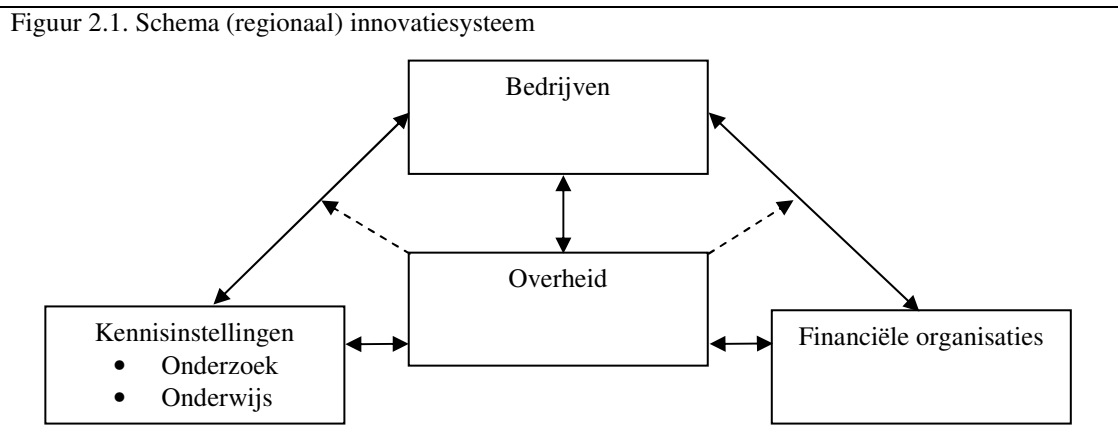 Figuur 2.1. Schema (regionaal) innovatiesysteem
Bedrijven
Overheid
Kennisinstellingen
• Onderzoek
• Onderwijs
Financiële organisaties